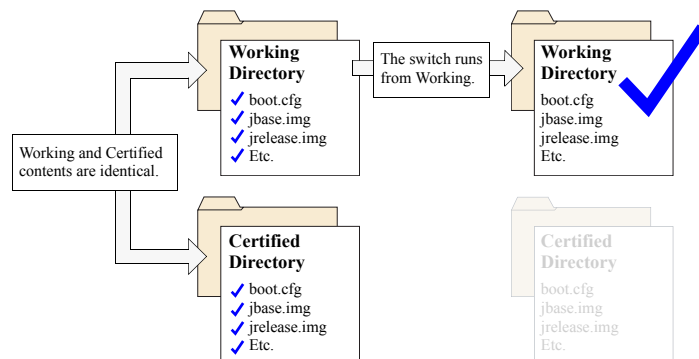 Working
Directory
boot.cfg
jbase.img
jrelease.img
Etc.
The switch runs
from Working.
Working
Directory
boot.cfg
jbase.img
jrelease.img
Etc.
Working and Certified
contents are identical.
Certified
Directory
boot.cfg
jbase.img
jrelease.img
Etc.
Certified
Directory
boot.cfg
jbase.img
jrelease.img
Etc.